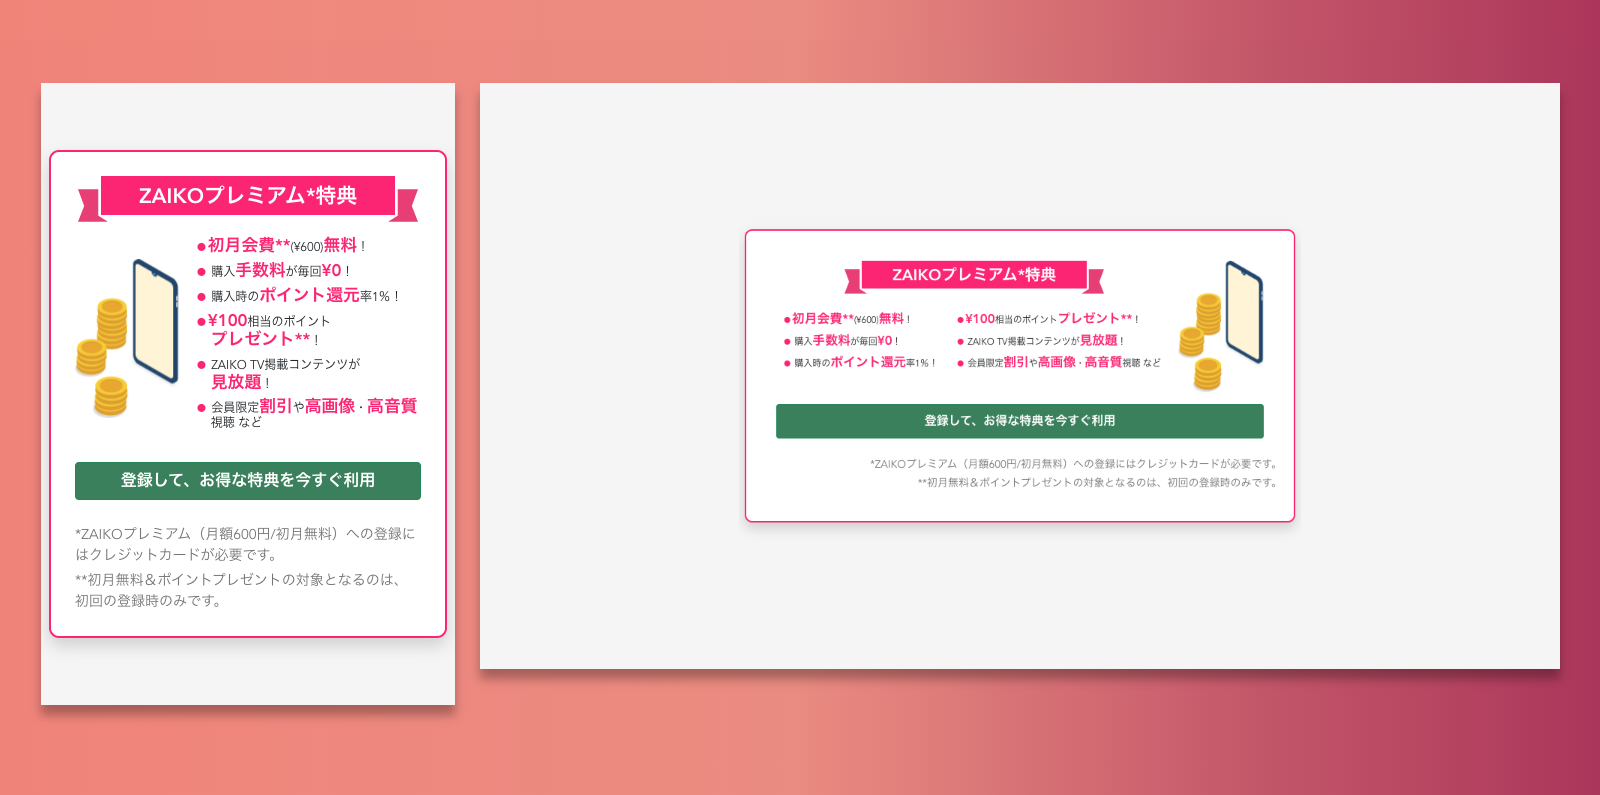 ZAIKOプレミアム*特典
●初月会費**(¥600)無料！
● 購入手数料が毎回¥0！
● 購入時のポイント還元率1%！
●¥100相当のポイント
プレゼント**！
● ZAIKO TV掲載コンテンツが
見放題！
● 会員限定割引や高画像・高音質
視聴 など
登録して、お得な特典を今すぐ利用
*ZAIKOプレミアム（月額600円/初月無料）への登録に
はクレジットカードが必要です。
**初月無料＆ポイントプレゼントの対象となるのは、
初回の登録時のみです。
ZAIKOプレミアム*特典
●初月会費**(¥600)無料！
● 購入手数料が毎回¥0！
● 購入時のポイント還元率1%！
●¥100相当のポイントプレゼント**！
● ZAIKO TV掲載コンテンツが見放題！
● 会員限定割引や高画像・高音質視聴 など
登録して、お得な特典を今すぐ利用
*ZAIKOプレミアム（月額600円/初月無料）への登録にはクレジットカードが必要です。
**初月無料＆ポイントプレゼントの対象となるのは、初回の登録時のみです。